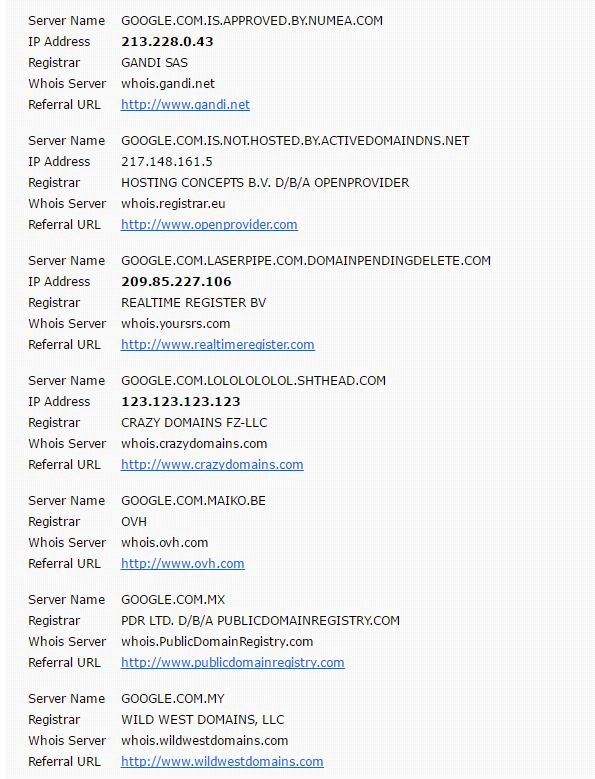 Server Name GOOGLE.COM.IS.APPROVED.BY.NUMEA.COM
IP Address 213.228.0.43
Registrar GANDI SAS
Whois Server whois.gandi.net
Referral URL http://www.gandi.net
Server Name GOOGLE.COM.IS.NOT.HOSTED.BY.ACTIVEDOMAINDNS.NET
IP Address 217.148.161.5
Registrar HOSTING CONCEPTS B.V. D/B/A OPENPROVIDER
Whois Server whois.registrar.eu
Referral URL http://www.openprovider.com
Server Name GOOGLE.COM.LASERPIPE.COM.DOMAINPENDINGDELETE.COM
IP Address 209.85.227.106
Registrar REALTIME REGISTER BV
Whois Server whois.yoursrs.com
Referral URL http://www.realtimeregister.com
Server Name GOOGLE.COM.LOLOLOLOLOL.SHTHEAD.COM
IP Address 123.123.123.123
Registrar CRAZY DOMAINS FZ-LLC
Whois Server whois.crazydomains.com
Referral URL http://www.crazydomains.com
Server Name GOOGLE.COM.MAIKO.BE
Registrar OVH
Whois Server whois.ovh.com
Referral URL http://www.ovh.com
Server Name GOOGLE.COM.MX
Registrar PDR LTD. D/B/A PUBLICDOMAINREGISTRY.COM
Whois Server whois.PublicDomainRegistry.com
Referral URL http://www.publicdomainregistry.com
Server Name GOOGLE.COM.MY
Registrar WILD WEST DOMAINS, LLC
Whois Server whois.wildwestdomains.com
Referral URL http://www.wildwestdomains.com